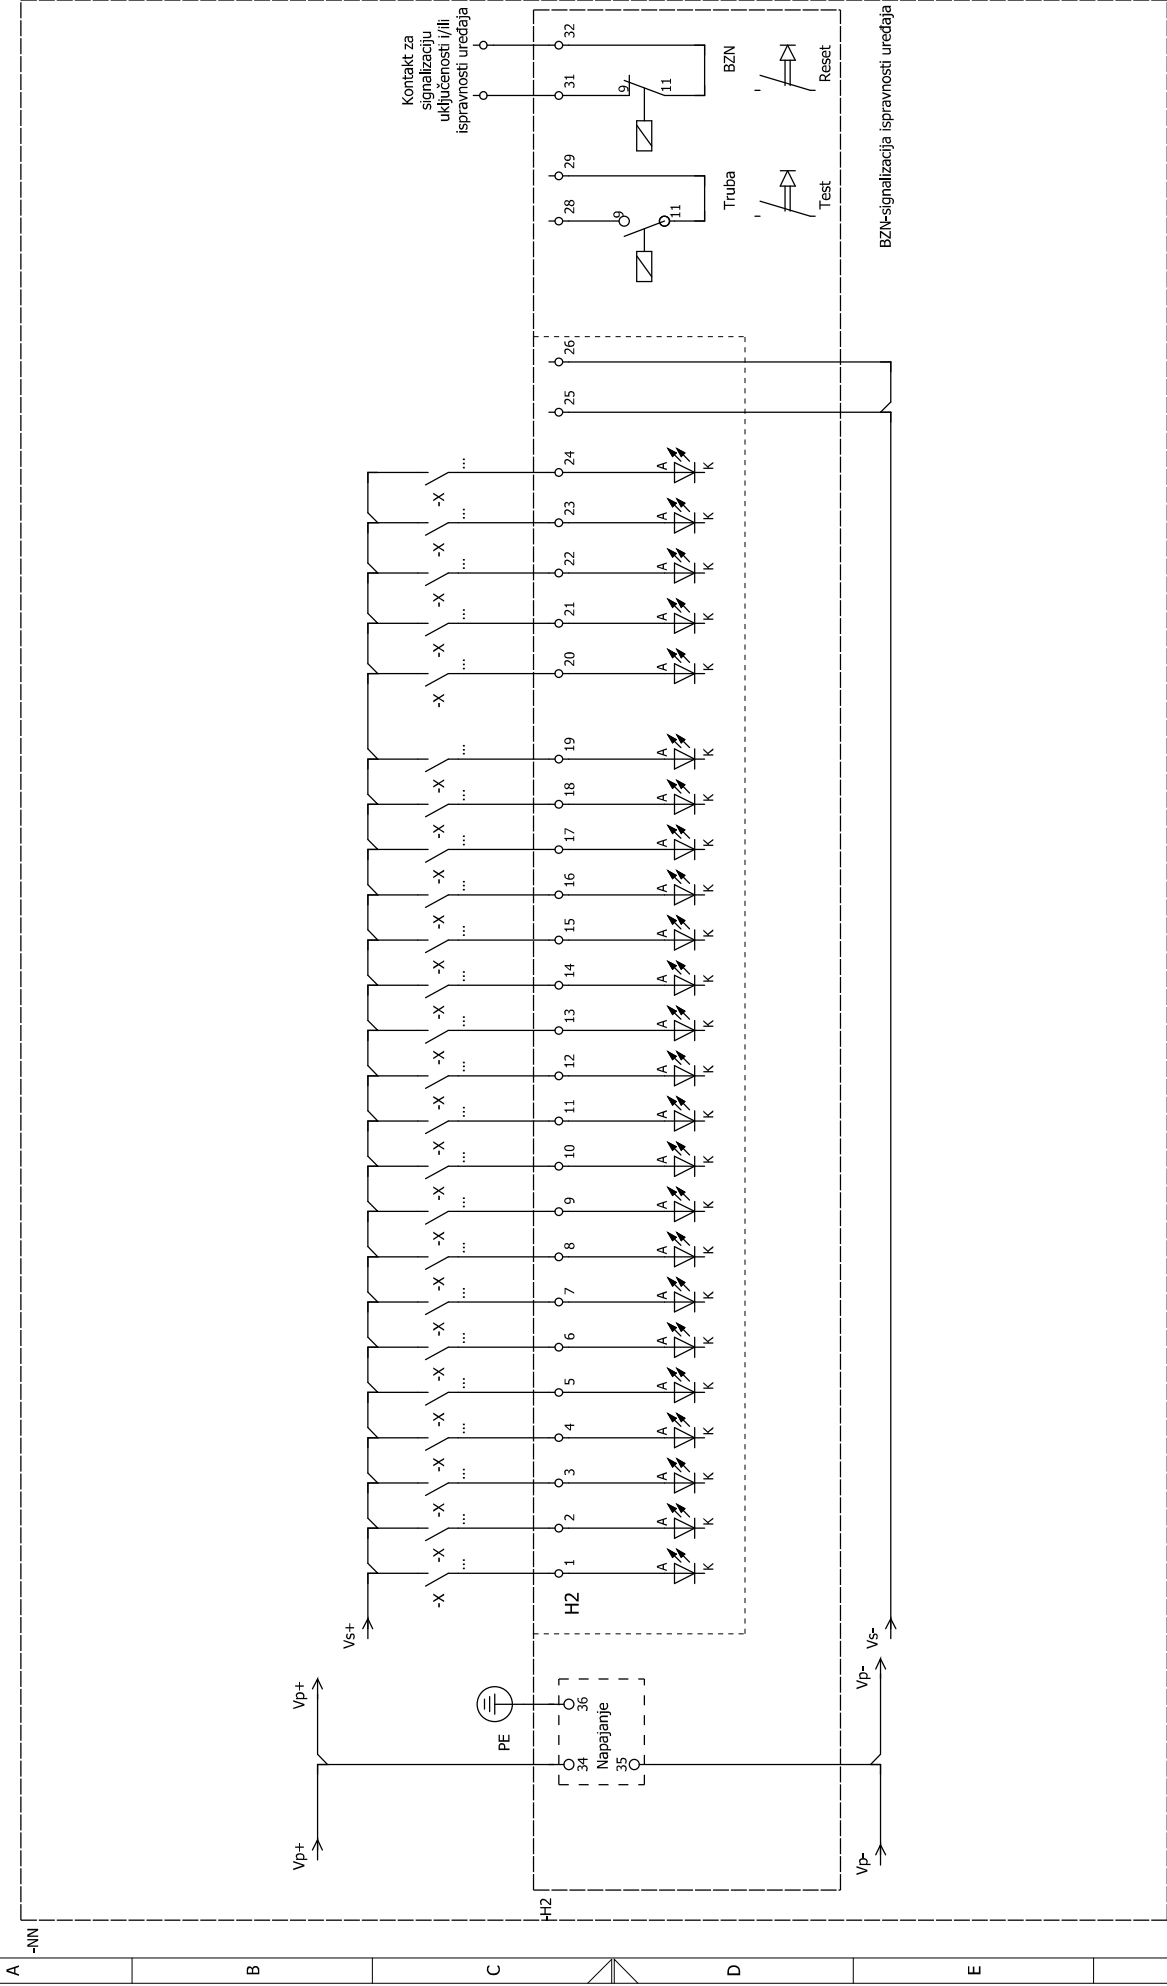 A
B
C
D
E
-NN
-H2
Vp+
Vp+
Vp-
Vp-
PE
34
35
36
Napajanje
Vs+
Vs-
H2
-X
...
1
A
K
-X
...
2
A
K
-X
...
3
A
K
-X
...
4
A
K
-X
...
5
A
K
-X
...
6
A
K
-X
...
7
A
K
-X
...
8
A
K
-X
...
9
A
K
-X
...
10
A
K
-X
...
11
A
K
-X
...
12
A
K
-X
...
13
A
K
-X
...
14
A
K
-X
...
15
A
K
-X
...
16
A
K
-X
...
17
A
K
-X
...
18
A
K
-X
...
19
A
K
-X
...
20
A
K
-X
...
21
A
K
-X
...
22
A
K
-X
...
23
A
K
-X
...
24
A
K
25
26
28
29
9
11
Truba
Test
Kontakt za
signalizaciju
uključenosti i/ili
ispravnosti uređaja
31
32
9
11
BZN
Reset
BZN-signalizacija ispravnosti uređaja